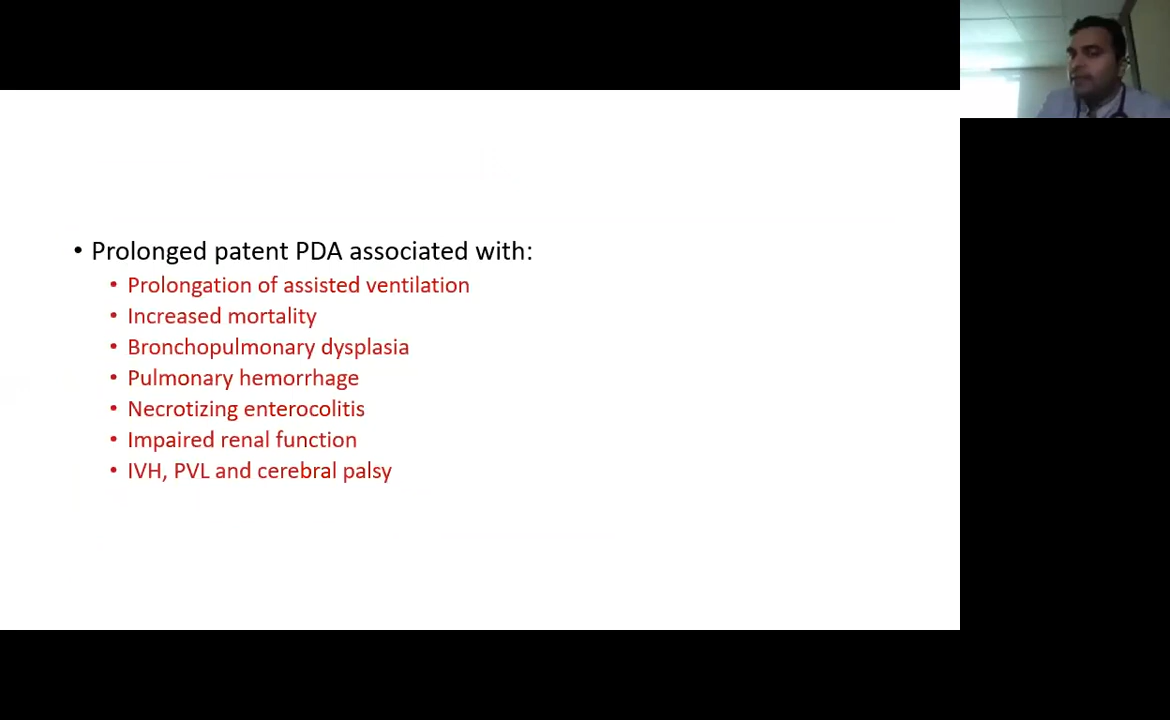 • Prolonged patent PDA associated with:
• Prolongation of assisted ventilation
• Increased mortality
• Bronchopulmonary dysplasia
• Pulmonary hemorrhage
• Necrotizing enterocolitis
• Impaired renal function
• IVH, PVL and cerebral palsy